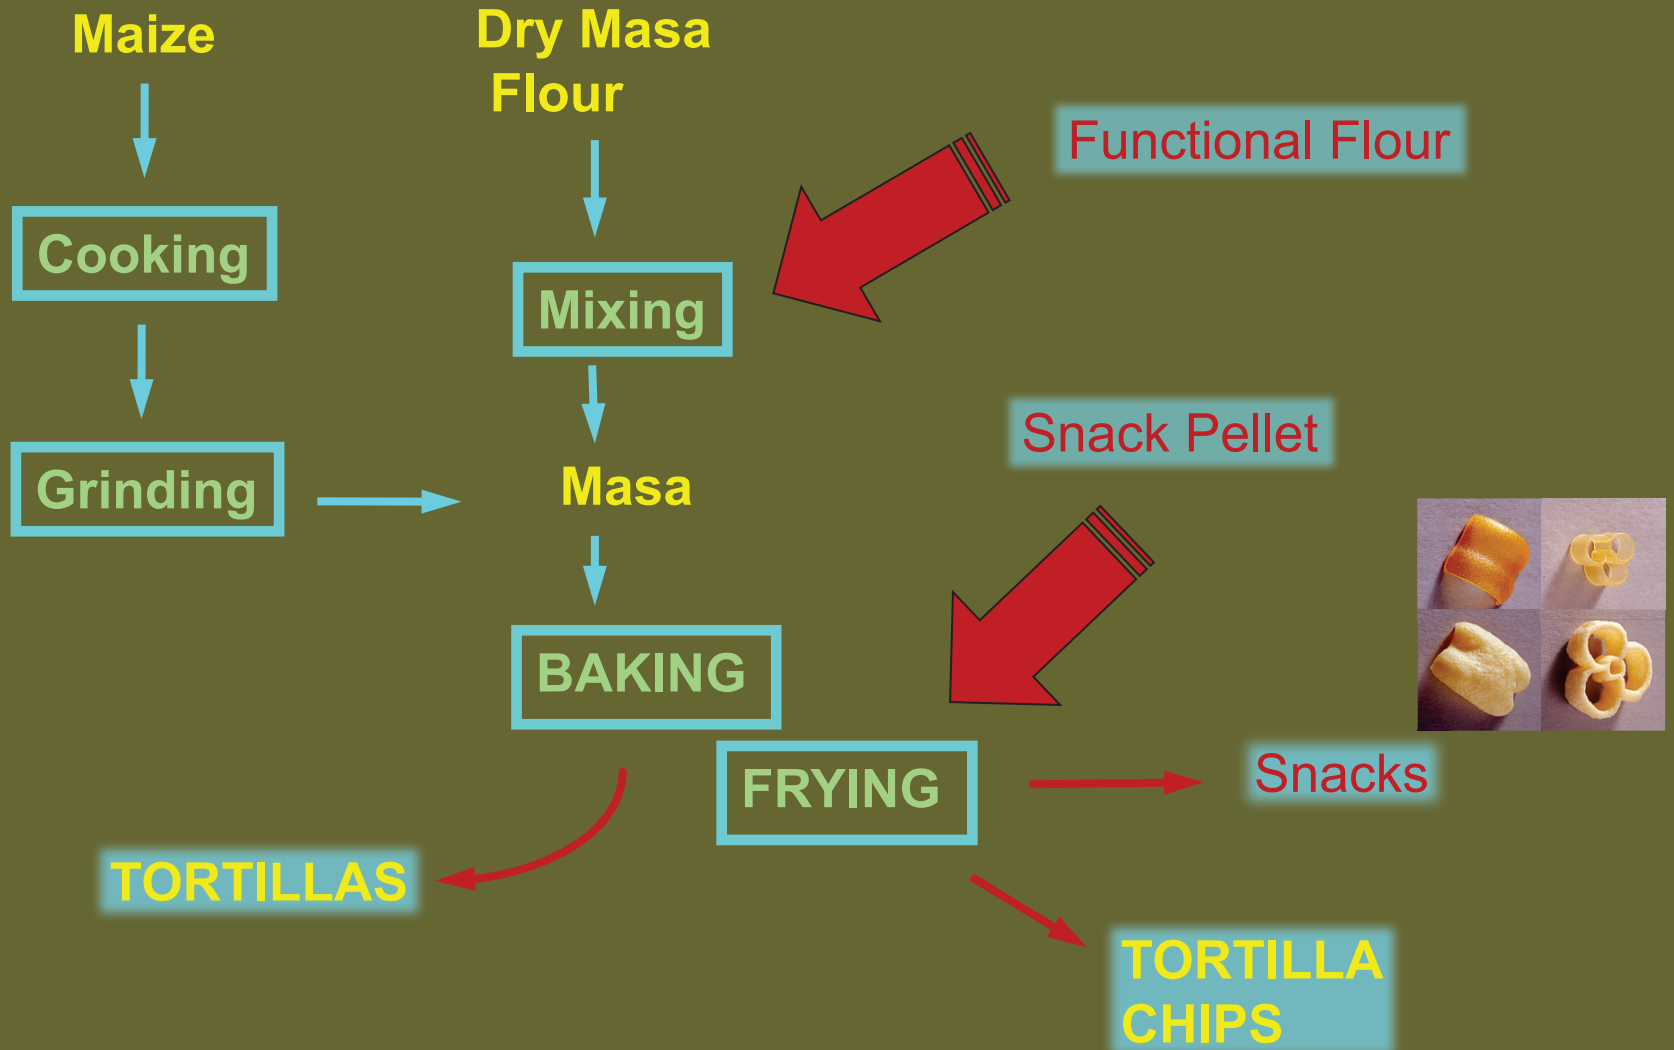 Maize
Dry Masa
Flour
Functional Flour
Cooking
Mixing
Snack Pellet
Grinding
Masa
BAKING
FRYING
Snacks
TORTILLAS
TORTILLA
CHIPS